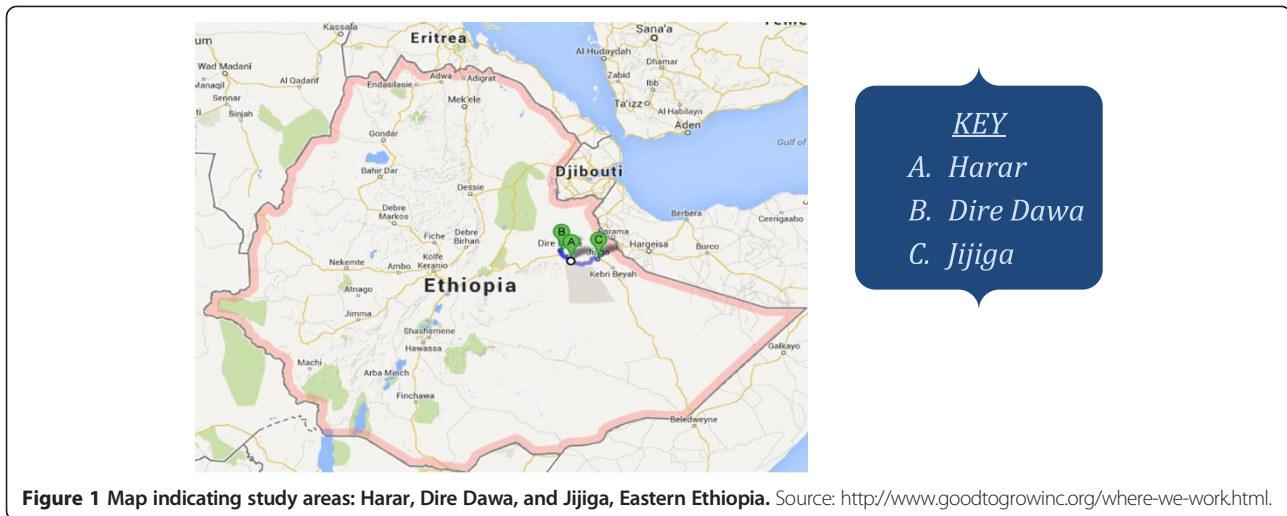 Kassala
Eritrea
Sana'a
um
Al Hudaydah
Dhamar
Wad Madani
Zabid
Ibb
Managil
Al Qadarif
Endasilasie
Adwa
Adigrat
Ta'izz
Al Habilayn
Sennar
Sinjah
Mek'ele
Aden
Gondar
Gulf of
Bahir Dar
Djibouti
Dessie
Debre
Markos
Berbera
Ceerigaabo
B
A
C
Fiche
Debre
Birhan
Dire
Hargeisa
Burco
Nekemte
Ambo
Kolfe
Keranio
Kebri Beyah
Ethiopia
Atnago
Jimma
Shashemene
Hawassa
Galkayo
Machi
Arba Minch
Finchawa
Beledweyne
KEY
A. Harar
B. Dire Dawa
C. Jijiga
Figure 1 Map indicating study areas: Harar, Dire Dawa, and Jijiga, Eastern Ethiopia. Source: http://www.goodtogrowinc.org/where-we-work.html.